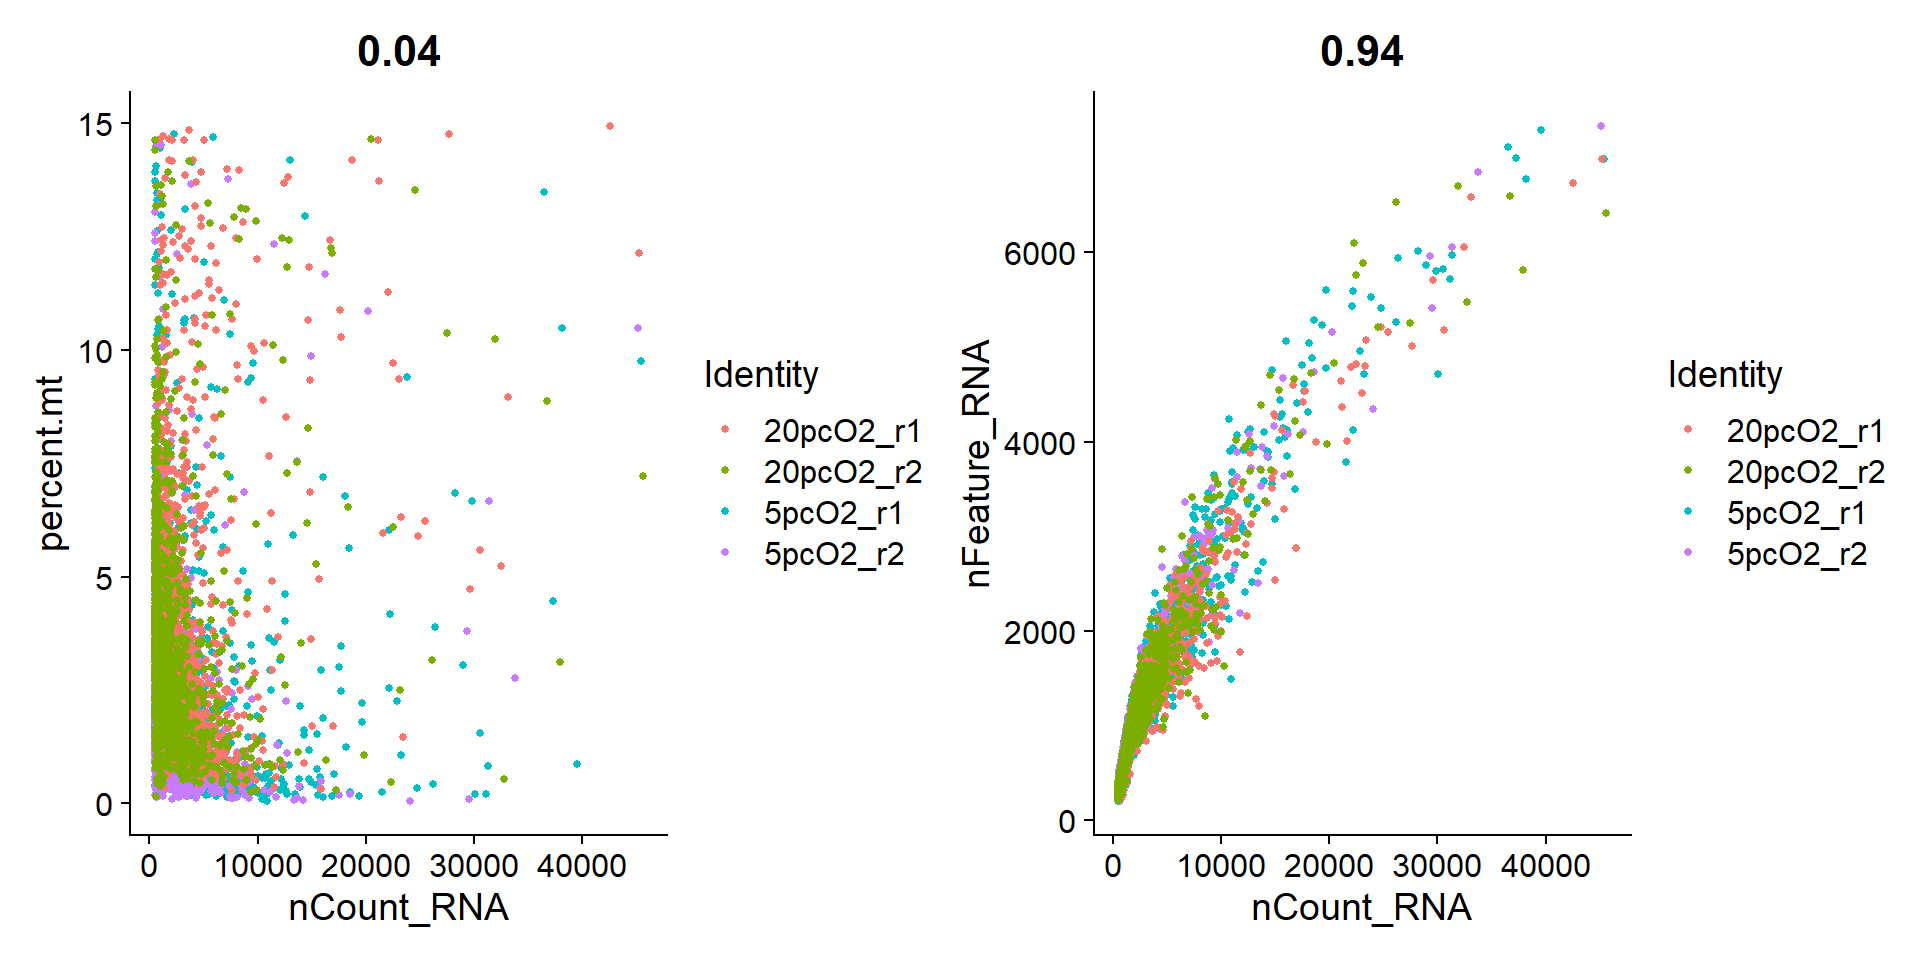 0.04
percent.mt
15
10
5
0
0 10000 20000 30000 40000
nCount_RNA
Identity
20pcO2_r1
20pcO2_r2
5pcO2_r1
5pcO2_r2
0.94
nFeature_RNA
6000
4000
2000
0
0 10000 20000 30000 40000
nCount_RNA
Identity
20pcO2_r1
20pcO2_r2
5pcO2_r1
5pcO2_r2